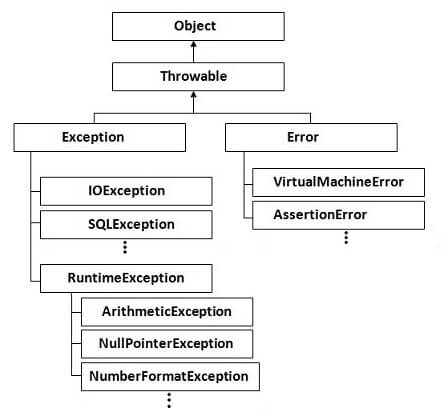 Object
Throwable
Exception
Error
IOException
SQLException
RuntimeException
ArithmeticException
NullPointerException
NumberFormatException
VirtualMachineError
AssertionError